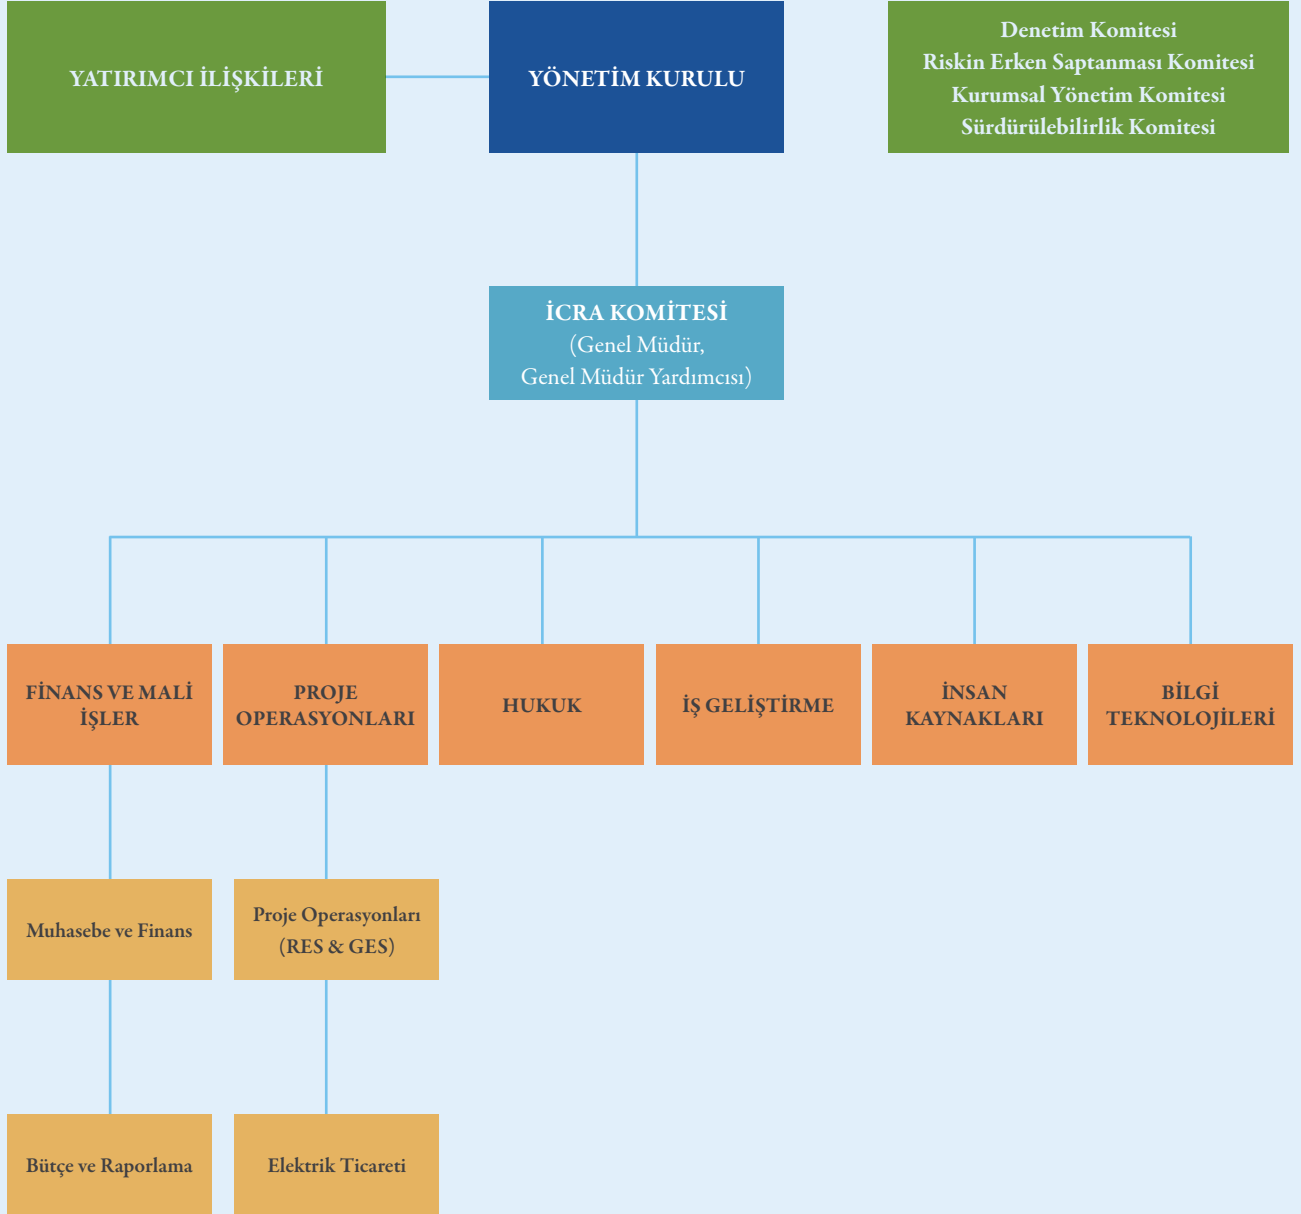 YATIRIMCI İLİŞKİLERİ
YÖNETİM KURULU
Denetim Komitesi
Riskin Erken Saptanması Komitesi
Kurumsal Yönetim Komitesi
Sürdürülebilirlik Komitesi
İCRA KOMİTESİ
(Genel Müdür,
Genel Müdür Yardımcısı)
FİNANS VE MALİ
İŞLER
PROJE
OPERASYONLARI
HUKUK
İŞ GELİŞTİRME
İNSAN
KAYNAKLARI
BİLGİ
TEKNOLOJİLERİ
Muhasebe ve Finans
Proje Operasyonları
(RES & GES)
Bütçe ve Raporlama
Elektrik Ticareti